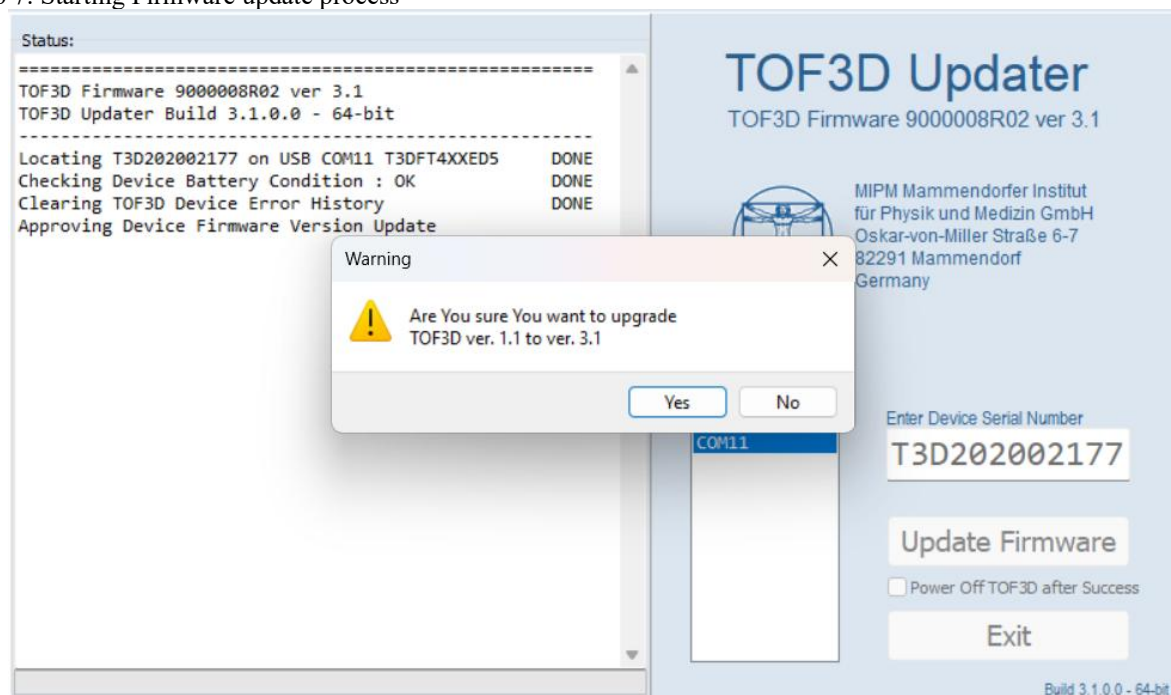 Starting Firmware update process
Status:
============================================================
TOF3D Firmware 9000008R02 ver 3.1
TOF3D Updater Build 3.1.0.0 - 64-bit
------------------------------------------------------------
Locating T3D202002177 on USB COM11 T3DFT4XXED5 DONE
Checking Device Battery Condition : OK DONE
Clearing TOF3D Device Error History DONE
Approving Device Firmware Version Update
Warning
Are You sure You want to upgrade
TOF3D ver. 1.1 to ver. 3.1
Yes No
TOF3D Updater
TOF3D Firmware 9000008R02 ver 3.1
MIPM Mammendorfer Institut
für Physik und Medizin GmbH
Oskar-von-Miller Straße 6-7
82291 Mammendorf
Germany
COM11
Enter Device Serial Number
T3D202002177
Update Firmware
Power Off TOF3D after Success
Exit
Build 3.1.0.0 - 64-bit